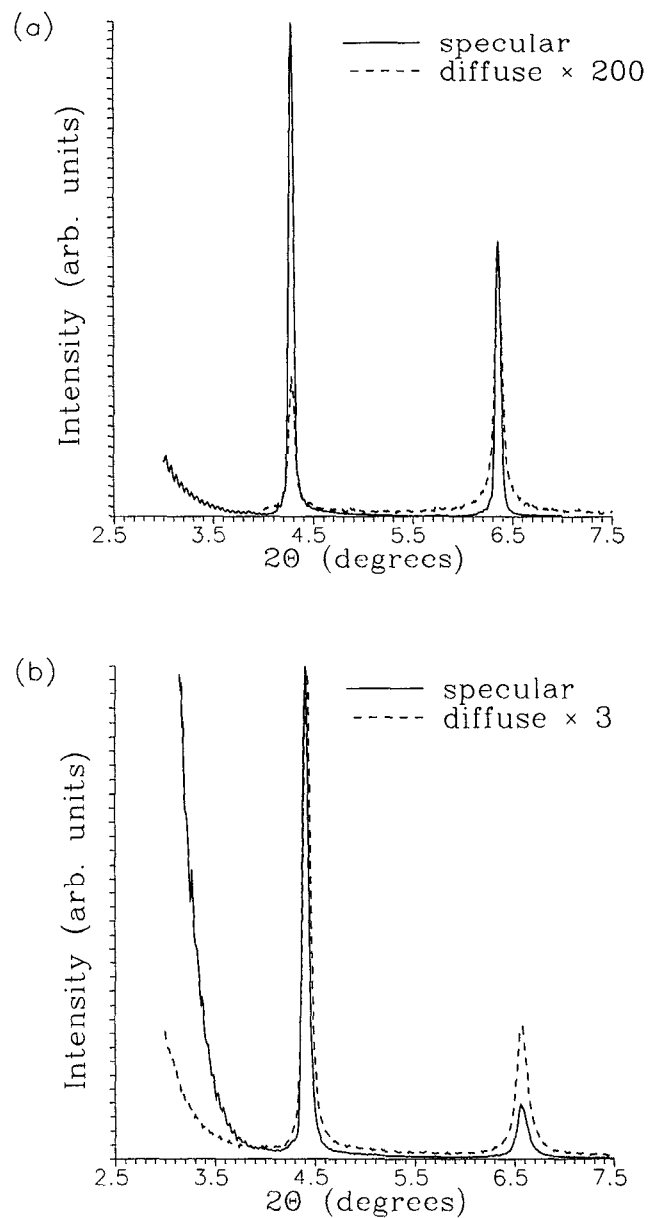 (a)
specular
diffuse × 200
Intensity (arb. units)
2.5 3.5 4.5 5.5 6.5 7.5
2Θ (degrees)
(b)
specular
diffuse × 3
Intensity (arb. units)
2.5 3.5 4.5 5.5 6.5 7.5
2Θ (degrees)